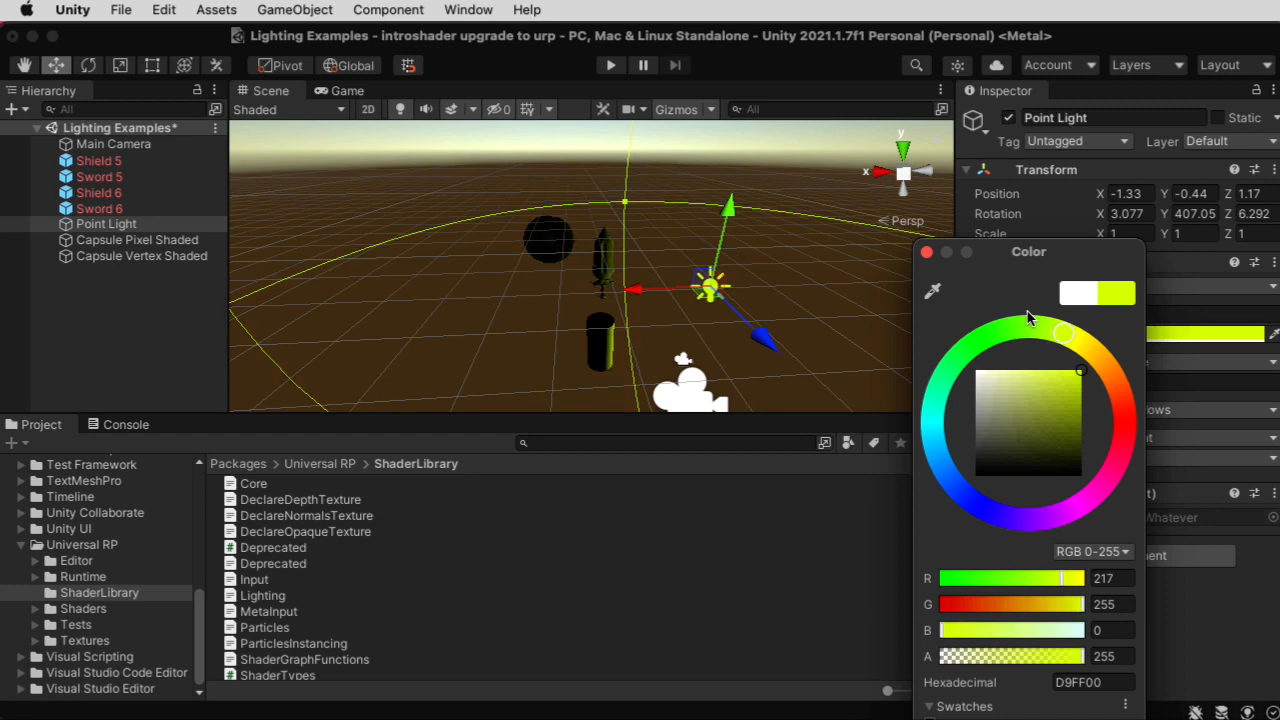 Unity File Edit Assets GameObject Component Window Help
Lighting Examples - introshader upgrade to urp - PC, Mac & Linux Standalone - Unity 2021.1.7f1 Personal (Personal) <Metal>
Pivot Global Account Layers Layout
Hierarchy Scene Game Inspector
All Shaded 2D 0 Gizmos All Point Light Static
Lighting Examples*
Main Camera
Shield 5
Sword 5
Shield 6
Sword 6
Point Light
Capsule Pixel Shaded
Capsule Vertex Shaded
y
x
Persp
Tag Untagged Layer Default
Transform
Position X -1.33 Y -0.44 Z 1.17
Rotation X 3.077 Y 407.05 Z 6.292
Scale X 1 Y 1 Z 1
Color
RGB 0-255
R 217
G 255
B 0
A 255
Hexadecimal D9FF00
Swatches
Whatever
Project Console
Packages > Universal RP > ShaderLibrary
Test Framework
TextMeshPro
Timeline
Unity Collaborate
Unity UI
Universal RP
Editor
Runtime
ShaderLibrary
Shaders
Tests
Textures
Visual Scripting
Visual Studio Code Editor
Visual Studio Editor
Core
DeclareDepthTexture
DeclareNormalsTexture
DeclareOpaqueTexture
Deprecated
Deprecated
Input
Lighting
MetaInput
Particles
ParticlesInstancing
ShaderGraphFunctions
ShaderTypes